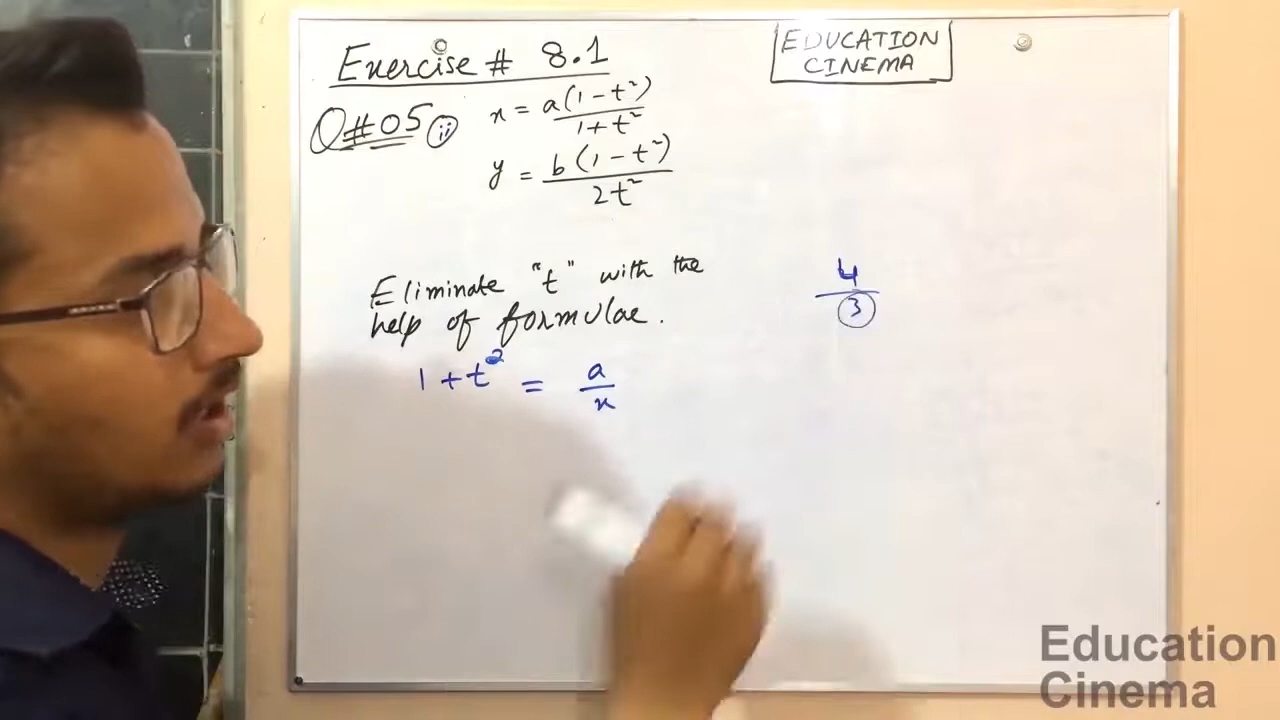 Exercise # 8.1
EDUCATION
CINEMA
Q#05 (ii) x = a(1-t²)/1+t²
y = b(1-t²)/2t²
Eliminate "t" with the
help of formulae.
4/3
1+t² = a/x
Education
Cinema